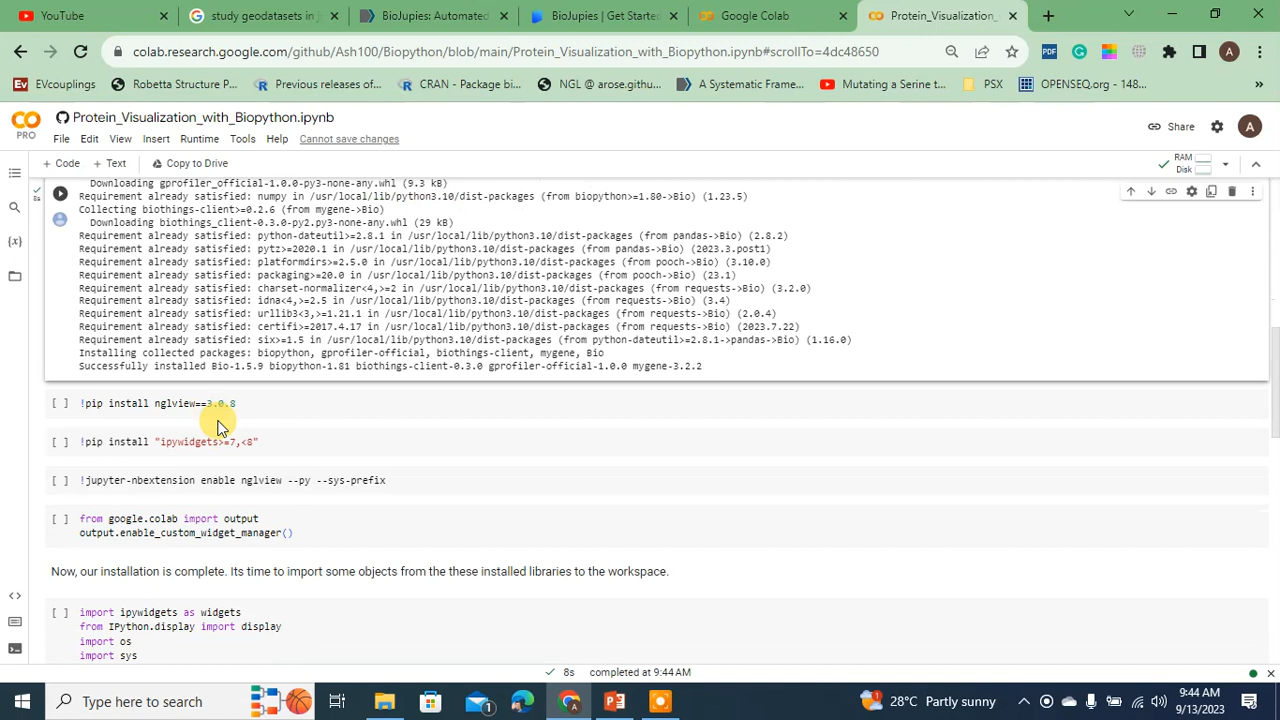 YouTube
study geodatasets in j
BioJupies: Automated
BioJupies | Get Started
Google Colab
Protein_Visualization_
colab.research.google.com/github/Ash100/Biopython/blob/main/Protein_Visualization_with_Biopython.ipynb#scrollTo=4dc48650
PDF
A
Ev EVcouplings
Robetta Structure P...
Previous releases of...
CRAN - Package bi...
NGL @ arose.githu...
A Systematic Frame...
Mutating a Serine t...
PSX
OPENSEQ.org - 148...
»
PRO
Protein_Visualization_with_Biopython.ipynb
Share
A
File Edit View Insert Runtime Tools Help Cannot save changes
+ Code + Text Copy to Drive
RAM
Disk
8s
Downloading gprofiler_official-1.0.0-py3-none-any.whl (9.3 kB)
Requirement already satisfied: numpy in /usr/local/lib/python3.10/dist-packages (from biopython>=1.80->Bio) (1.23.5)
Collecting biothings-client>=0.2.6 (from mygene->Bio)
Downloading biothings_client-0.3.0-py2.py3-none-any.whl (29 kB)
Requirement already satisfied: python-dateutil>=2.8.1 in /usr/local/lib/python3.10/dist-packages (from pandas->Bio) (2.8.2)
Requirement already satisfied: pytz>=2020.1 in /usr/local/lib/python3.10/dist-packages (from pandas->Bio) (2023.3.post1)
Requirement already satisfied: platformdirs>=2.5.0 in /usr/local/lib/python3.10/dist-packages (from pooch->Bio) (3.10.0)
Requirement already satisfied: packaging>=20.0 in /usr/local/lib/python3.10/dist-packages (from pooch->Bio) (23.1)
Requirement already satisfied: charset-normalizer<4,>=2 in /usr/local/lib/python3.10/dist-packages (from requests->Bio) (3.2.0)
Requirement already satisfied: idna<4,>=2.5 in /usr/local/lib/python3.10/dist-packages (from requests->Bio) (3.4)
Requirement already satisfied: urllib3<3,>=1.21.1 in /usr/local/lib/python3.10/dist-packages (from requests->Bio) (2.0.4)
Requirement already satisfied: certifi>=2017.4.17 in /usr/local/lib/python3.10/dist-packages (from requests->Bio) (2023.7.22)
Requirement already satisfied: six>=1.5 in /usr/local/lib/python3.10/dist-packages (from python-dateutil>=2.8.1->pandas->Bio) (1.16.0)
Installing collected packages: biopython, gprofiler-official, biothings-client, mygene, Bio
Successfully installed Bio-1.5.9 biopython-1.81 biothings-client-0.3.0 gprofiler-official-1.0.0 mygene-3.2.2
[ ] !pip install nglview==3.0.8
[ ] !pip install "ipywidgets>=7,<8"
[ ] !jupyter-nbextension enable nglview --py --sys-prefix
[ ] from google.colab import output
output.enable_custom_widget_manager()
Now, our installation is complete. Its time to import some objects from the these installed libraries to the workspace.
[ ] import ipywidgets as widgets
from IPython.display import display
import os
import sys
8s completed at 9:44 AM
Type here to search
1
28°C Partly sunny
9:44 AM
9/13/2023